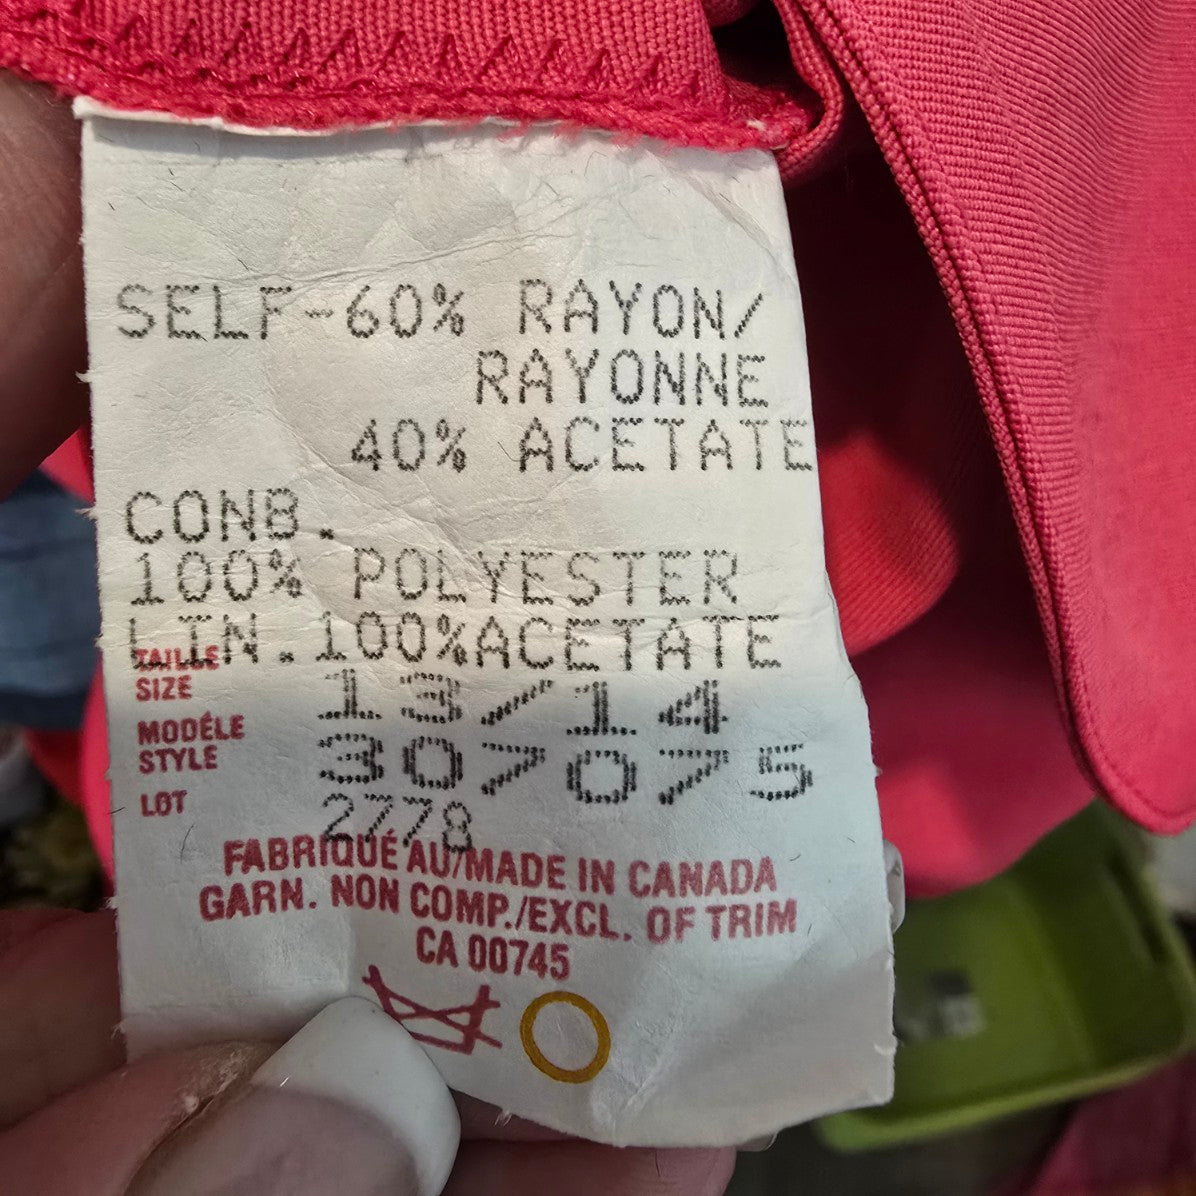 SELF-60% RAYON/
RAYONNE
40% ACETATE
CONB.
100% POLYESTER
LIN.100%ACETATE
TAILLE
SIZE 13/14
MODÉLE
STYLE 307075
LOT 2778
FABRIQUÉ AU/MADE IN CANADA
GARN. NON COMP./EXCL. OF TRIM
CA 00745